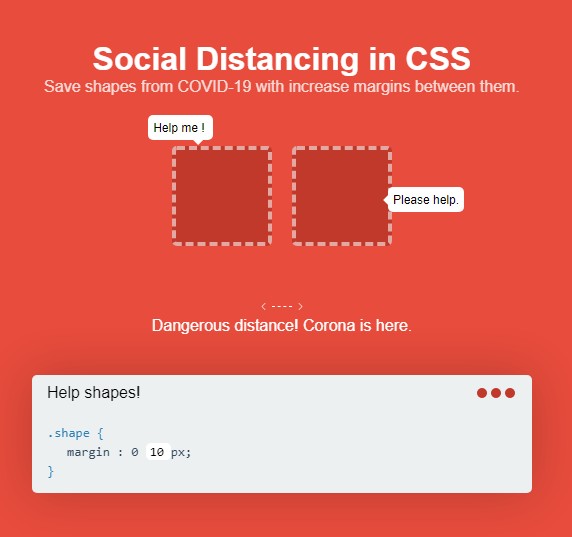 Social Distancing in CSS
Save shapes from COVID-19 with increase margins between them.
Help me !
Please help.
< ---- >
Dangerous distance! Corona is here.
Help shapes!
.shape {
margin : 0 10 px;
}